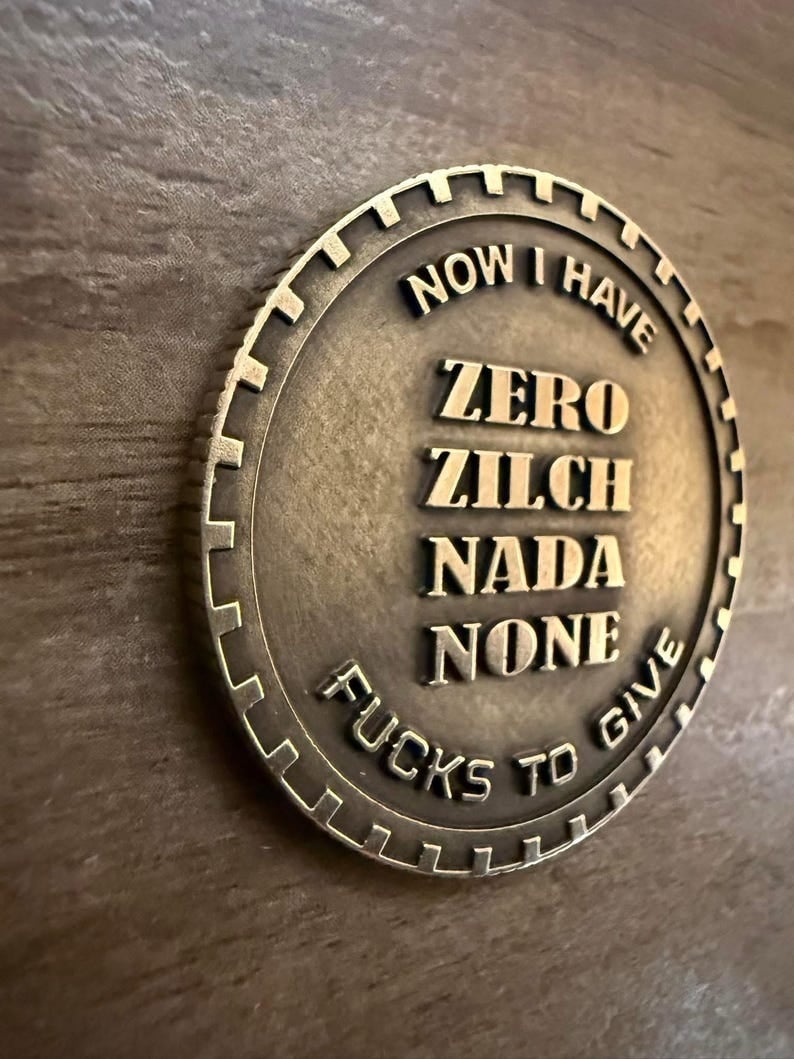 NOW I HAVE
ZERO
ZILCH
NADA
NONE
FUCKS TO GIVE